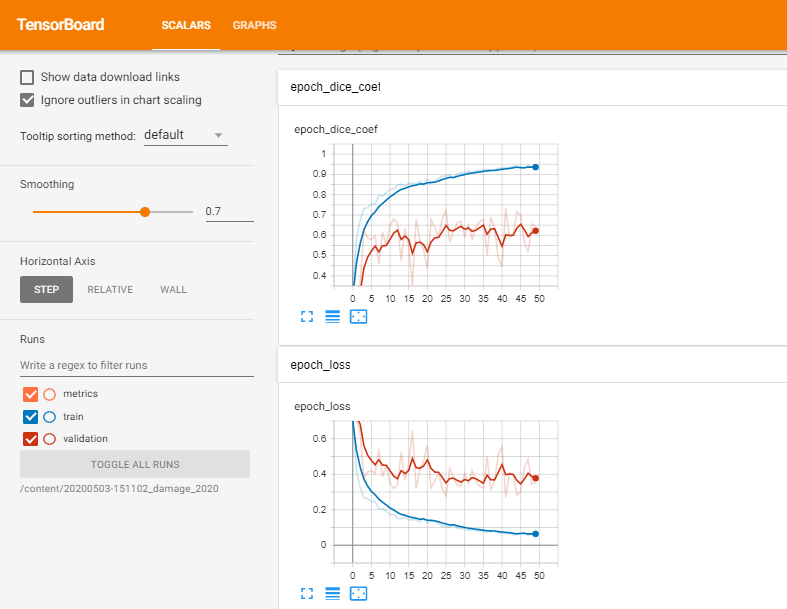 TensorBoard
SCALARS
GRAPHS
Show data download links
Ignore outliers in chart scaling
Tooltip sorting method: default
Smoothing
0.7
Horizontal Axis
STEP
RELATIVE
WALL
Runs
Write a regex to filter runs
metrics
train
validation
TOGGLE ALL RUNS
/content/20200503-151102_damage_2020
epoch_dice_coef
epoch_dice_coef
1
0.9
0.8
0.7
0.6
0.5
0.4
0 5 10 15 20 25 30 35 40 45 50
epoch_loss
epoch_loss
0.6
0.4
0.2
0
0 5 10 15 20 25 30 35 40 45 50